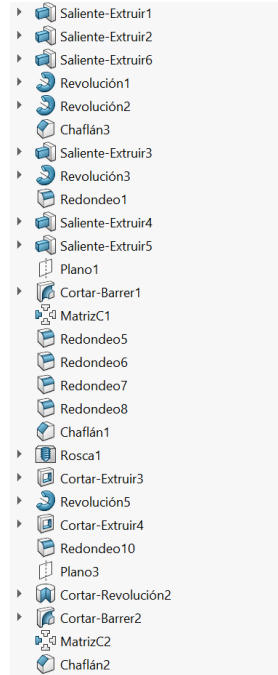 Saliente-Extruir1
Saliente-Extruir2
Saliente-Extruir6
Revolución1
Revolución2
Chaflán3
Saliente-Extruir3
Revolución3
Redondeo1
Saliente-Extruir4
Saliente-Extruir5
Plano1
Cortar-Barrer1
MatrizC1
Redondeo5
Redondeo6
Redondeo7
Redondeo8
Chaflán1
Rosca1
Cortar-Extruir3
Revolución5
Cortar-Extruir4
Redondeo10
Plano3
Cortar-Revolución2
Cortar-Barrer2
MatrizC2
Chaflán2